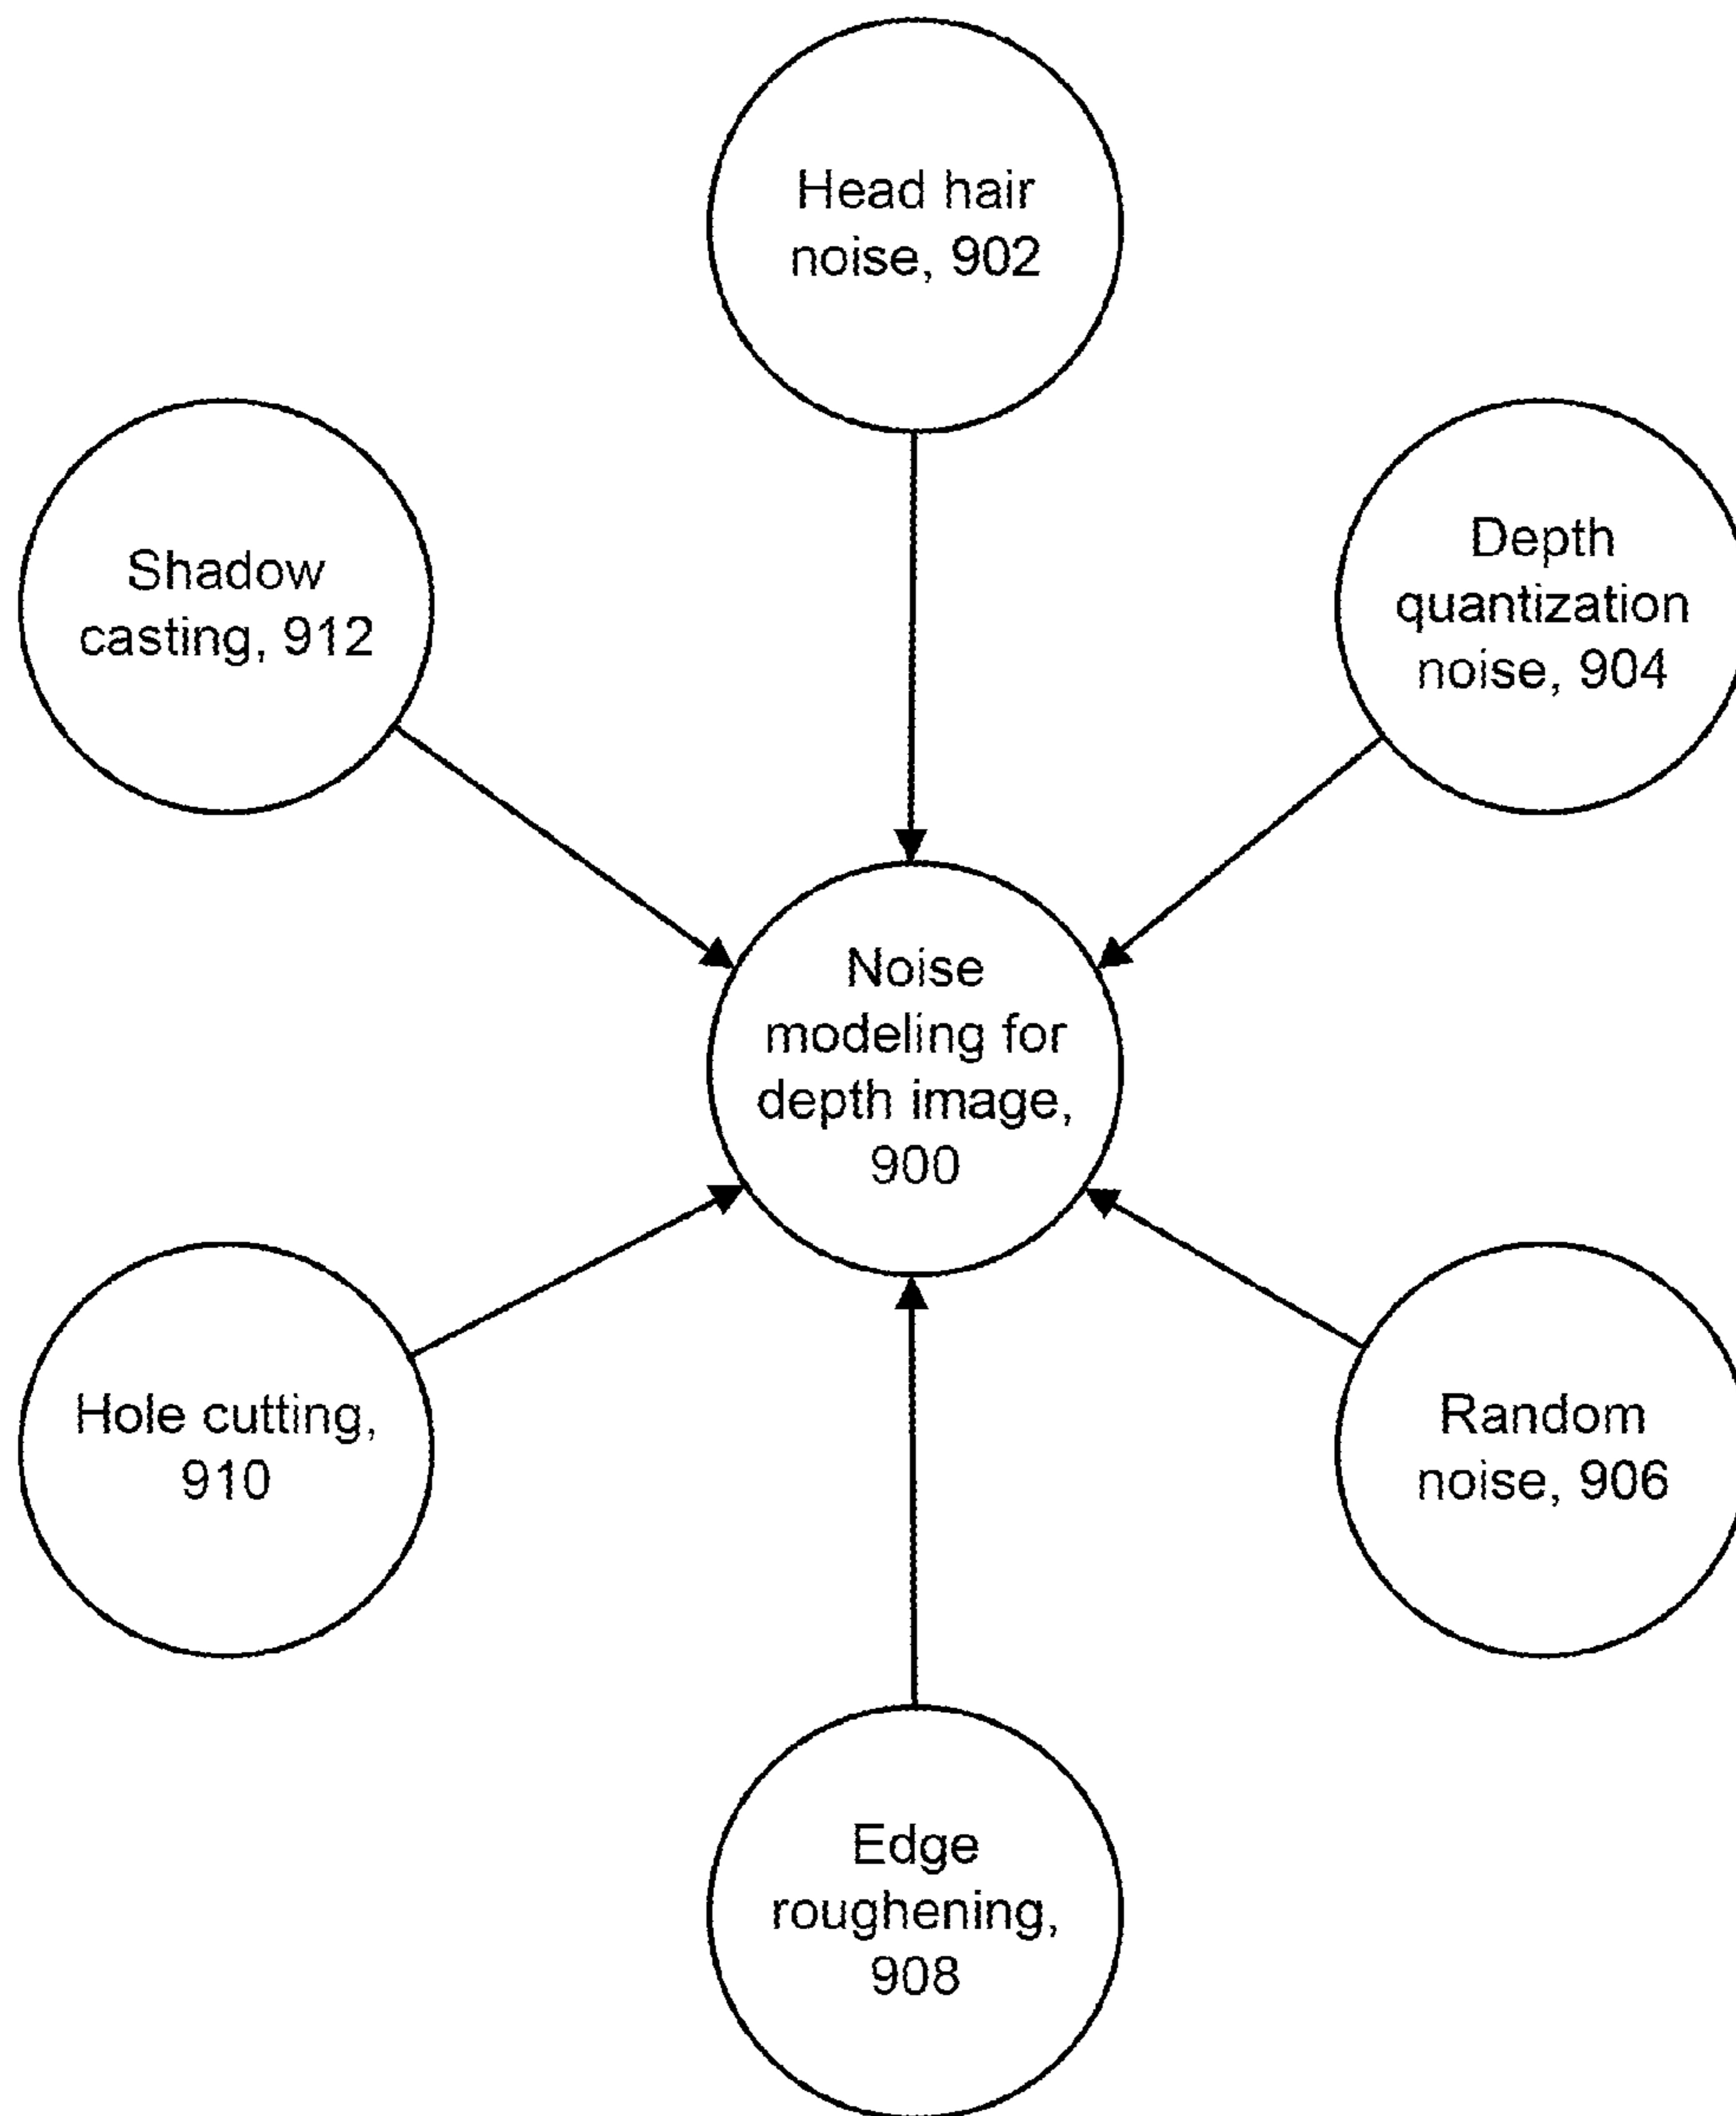 Head hair
noise, 902
Shadow
casting, 912
Depth
quantization
noise, 904
Noise
modeling for
depth image,
900
Hole cutting,
910
Random
noise, 906
Edge
roughening,
908